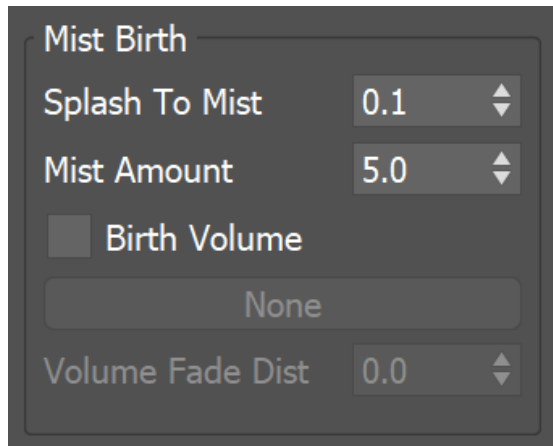 Mist Birth
Splash To Mist 0.1
Mist Amount 5.0
Birth Volume
None
Volume Fade Dist 0.0